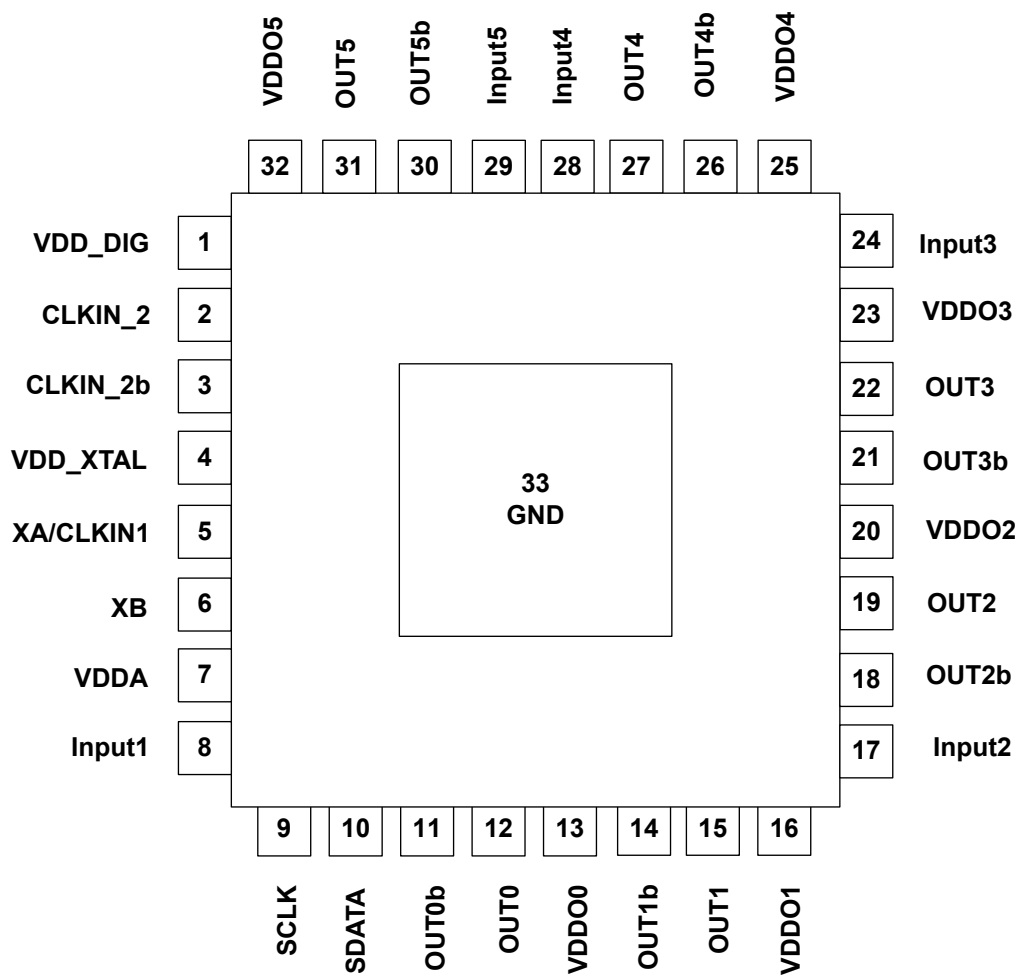 VDDO5
OUT5
OUT5b
Input5
Input4
OUT4
OUT4b
VDDO4
32 31 30 29 28 27 26 25
VDD_DIG 1
24 Input3
CLKIN_2 2
23 VDDO3
CLKIN_2b 3
22 OUT3
VDD_XTAL 4
21 OUT3b
33
GND
XA/CLKIN1 5
20 VDDO2
XB 6
19 OUT2
VDDA 7
18 OUT2b
Input1 8
17 Input2
9 10 11 12 13 14 15 16
SCLK
SDATA
OUT0b
OUT0
VDDO0
OUT1b
OUT1
VDDO1